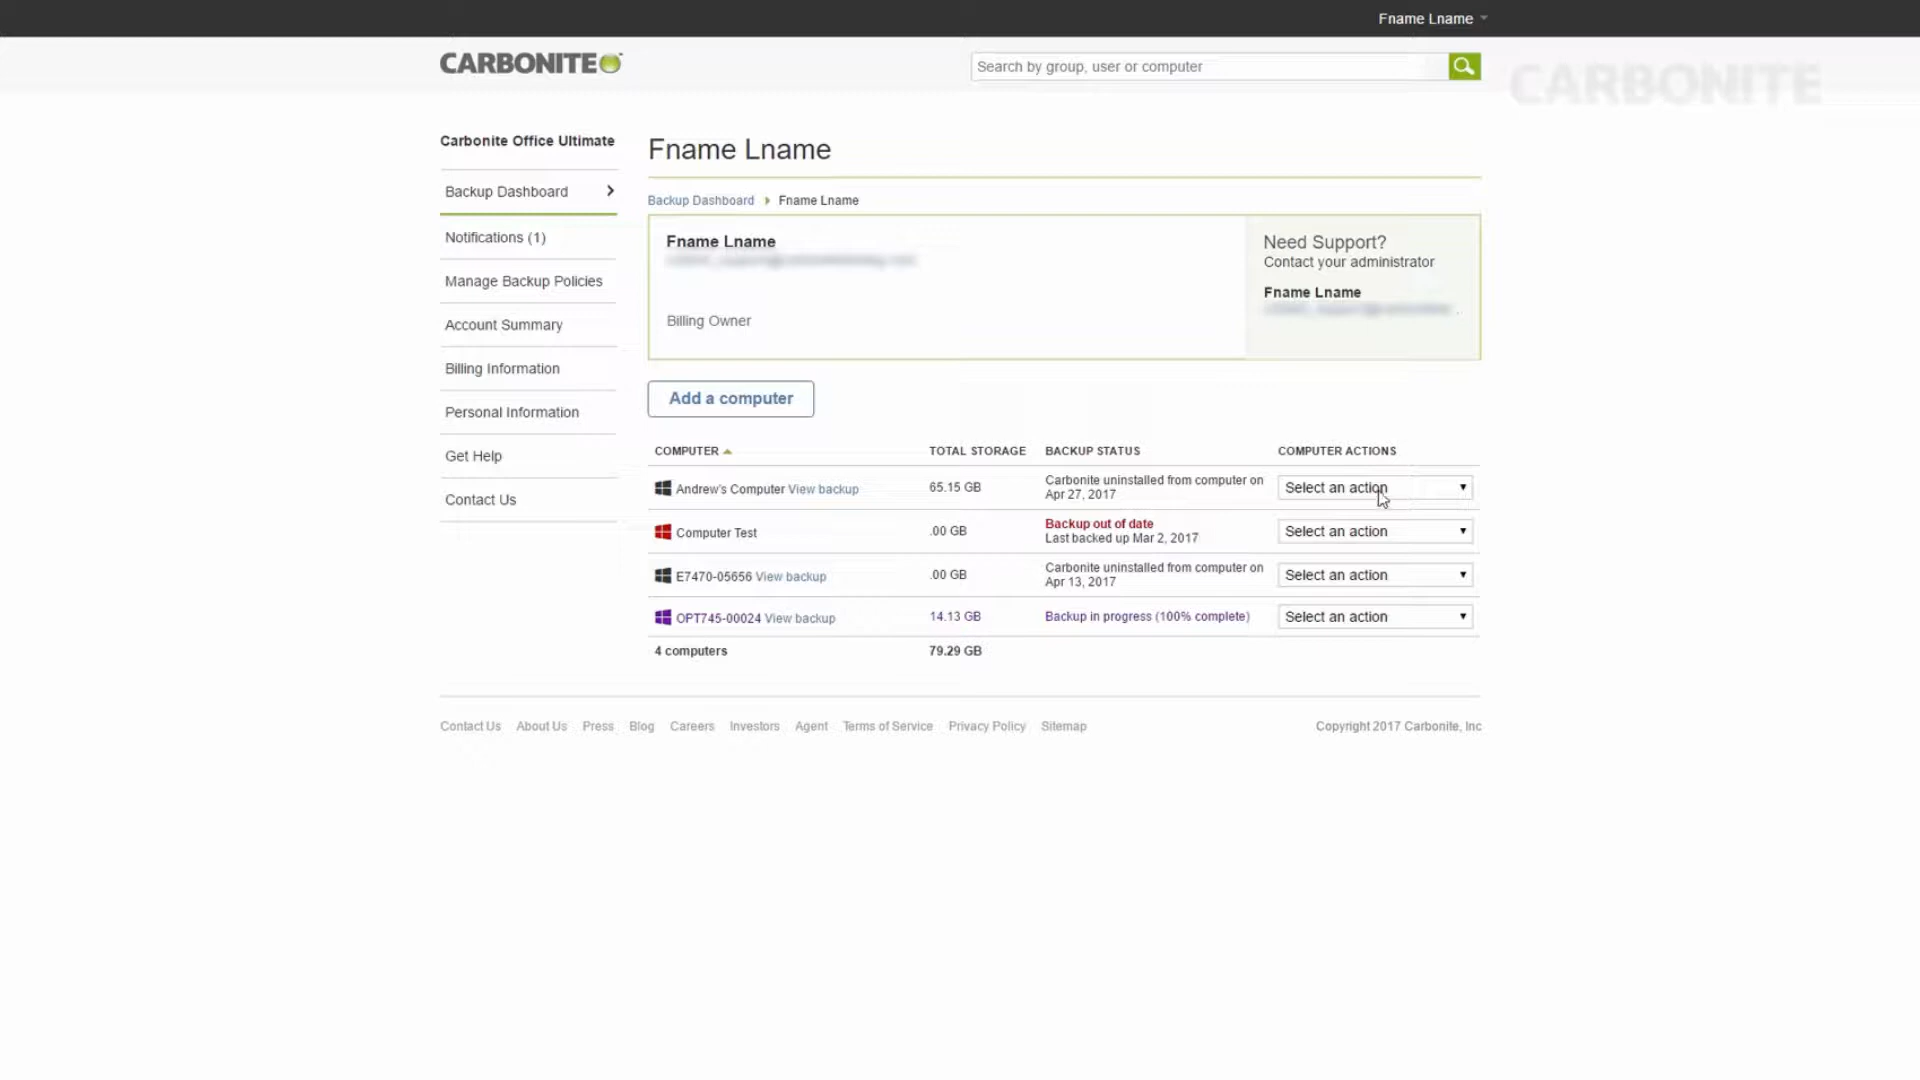 Fname Lname
CARBONITE
Search by group, user or computer
CARBONITE
Carbonite Office Ultimate
Backup Dashboard
Notifications (1)
Manage Backup Policies
Account Summary
Billing Information
Personal Information
Get Help
Contact Us
Fname Lname
Backup Dashboard Fname Lname
Fname Lname
Billing Owner
Need Support?
Contact your administrator
Fname Lname
Add a computer
COMPUTER TOTAL STORAGE BACKUP STATUS COMPUTER ACTIONS
Andrew's Computer View backup 65.15 GB Carbonite uninstalled from computer on Select an action
Apr 27, 2017
Computer Test .00 GB Backup out of date Select an action
Last backed up Mar 2, 2017
E7470-05656 View backup .00 GB Carbonite uninstalled from computer on Select an action
Apr 13, 2017
OPT745-00024 View backup 14.13 GB Backup in progress (100% complete) Select an action
4 computers 79.29 GB
Contact Us About Us Press Blog Careers Investors Agent Terms of Service Privacy Policy Sitemap Copyright 2017 Carbonite, Inc